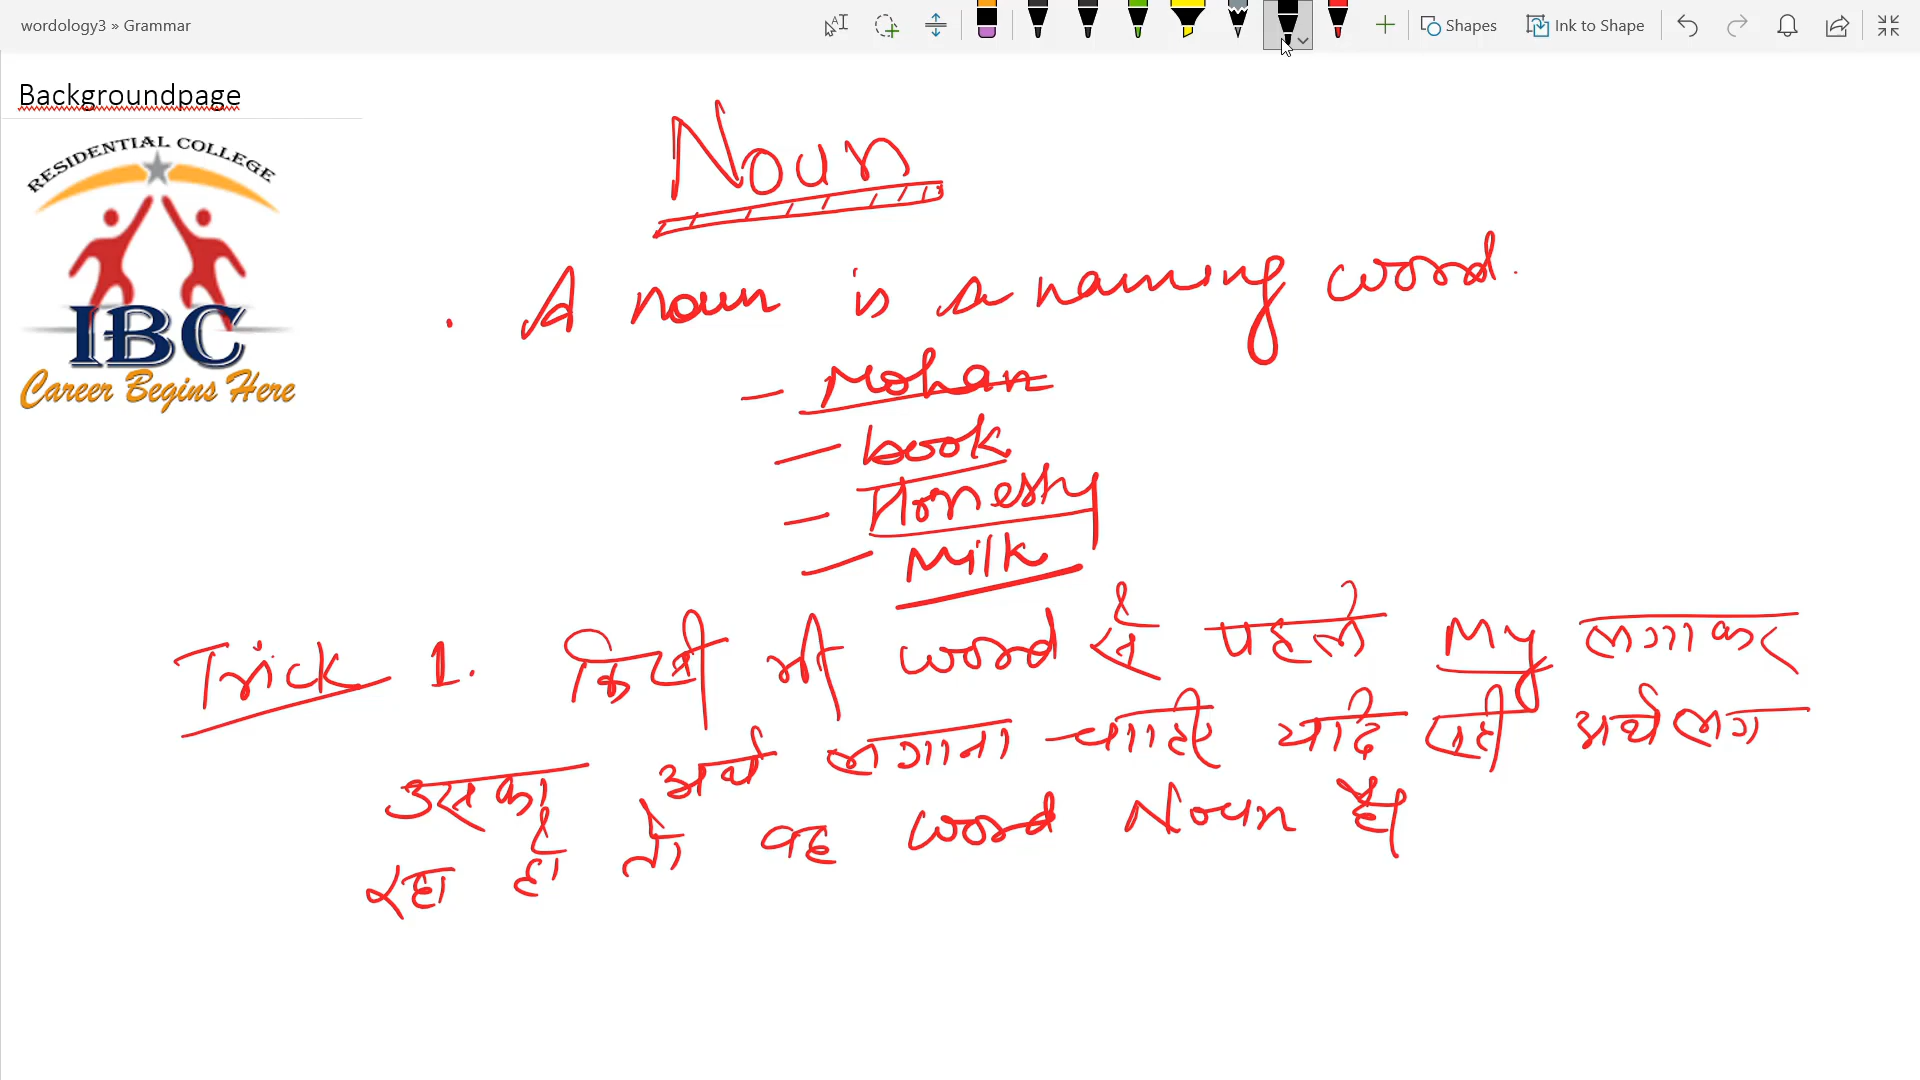 wordology3 » Grammar
Shapes
Ink to Shape
Backgroundpage
RESIDENTIAL COLLEGE
IBC
Career Begins Here
Noun
. A noun is a naming word.
- Mohan
- book
- Honesty
- Milk
Trick 1. किसी भी word से पहले My लगाकर
उसका अर्थ लगाना चाहिए यदि सही अर्थ लग
रहा हो तो वह word Noun है।